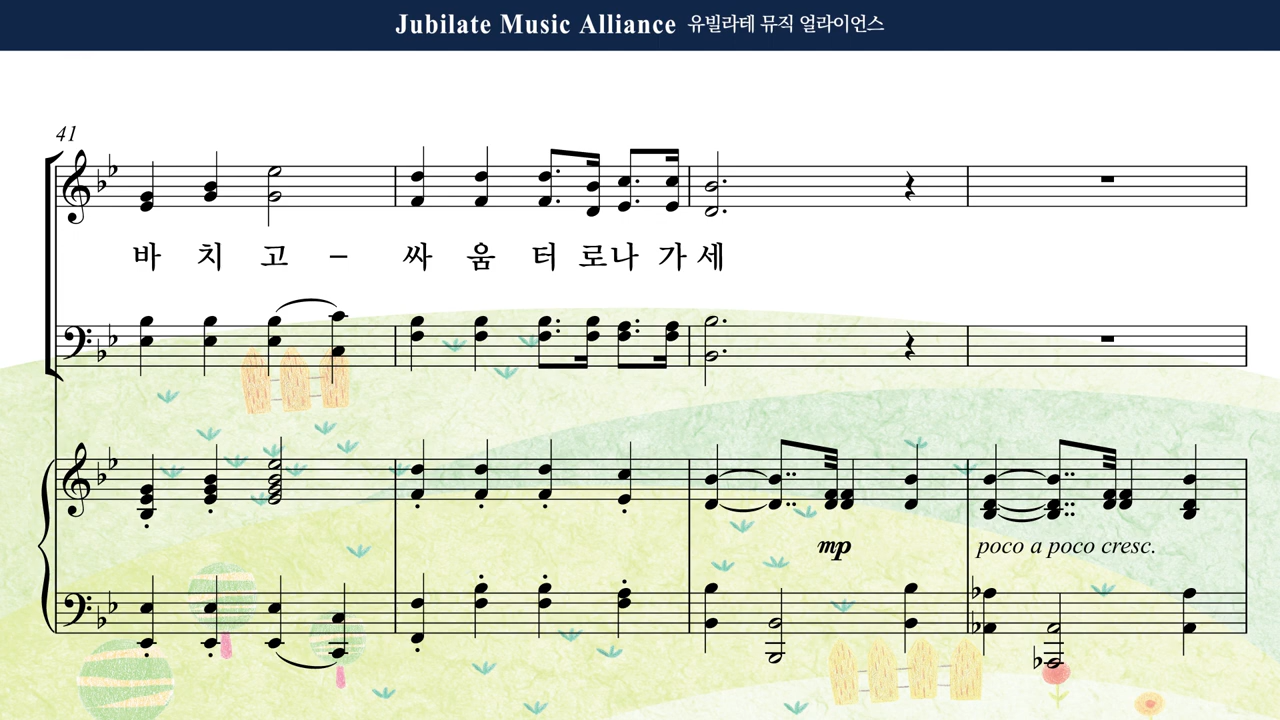 Jubilate Music Alliance 유빌라테 뮤직 얼라이언스
41
바 치 고 – 싸 움 터 로나 가 세
mp
poco a poco cresc.